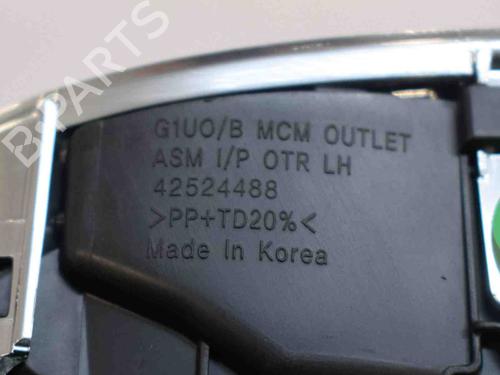 G1UO/B MCM OUTLET
ASM I/P OTR LH
42524488
>PP+TD20%<
Made In Korea
B PARTS